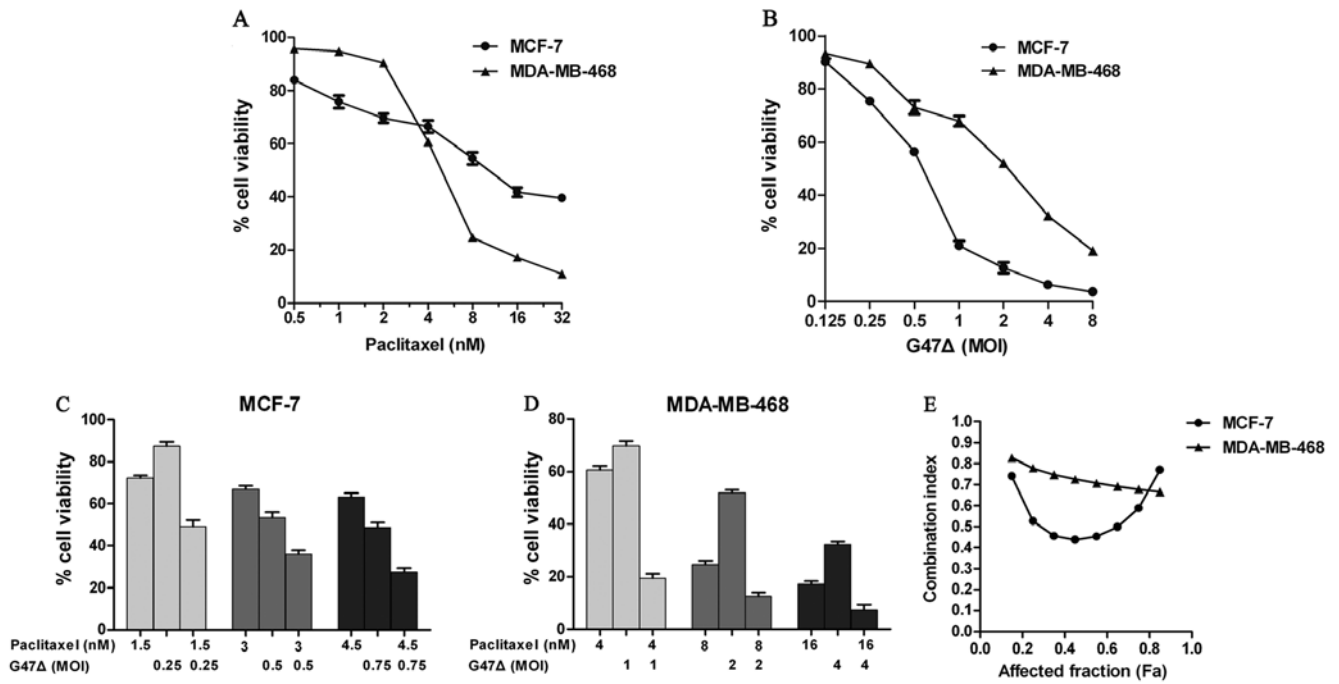 A
MCF-7
MDA-MB-468
% cell viability
100
80
60
40
20
0
0.5 1 2 4 8 16 32
Paclitaxel (nM)
B
MCF-7
MDA-MB-468
% cell viability
100
80
60
40
20
0
0.125 0.25 0.5 1 2 4 8
G47Δ (MOI)
C
MCF-7
% cell viability
100
80
60
40
20
0
Paclitaxel (nM) 1.5 1.5 3 3 4.5 4.5
G47Δ (MOI) 0.25 0.25 0.5 0.5 0.75 0.75
D
MDA-MB-468
% cell viability
80
60
40
20
0
Paclitaxel (nM) 4 4 8 8 16 16
G47Δ (MOI) 1 1 2 2 4 4
E
MCF-7
MDA-MB-468
Combination index
1.0
0.9
0.8
0.7
0.6
0.5
0.4
0.3
0.2
0.1
0.0
0.0 0.2 0.4 0.6 0.8 1.0
Affected fraction (Fa)